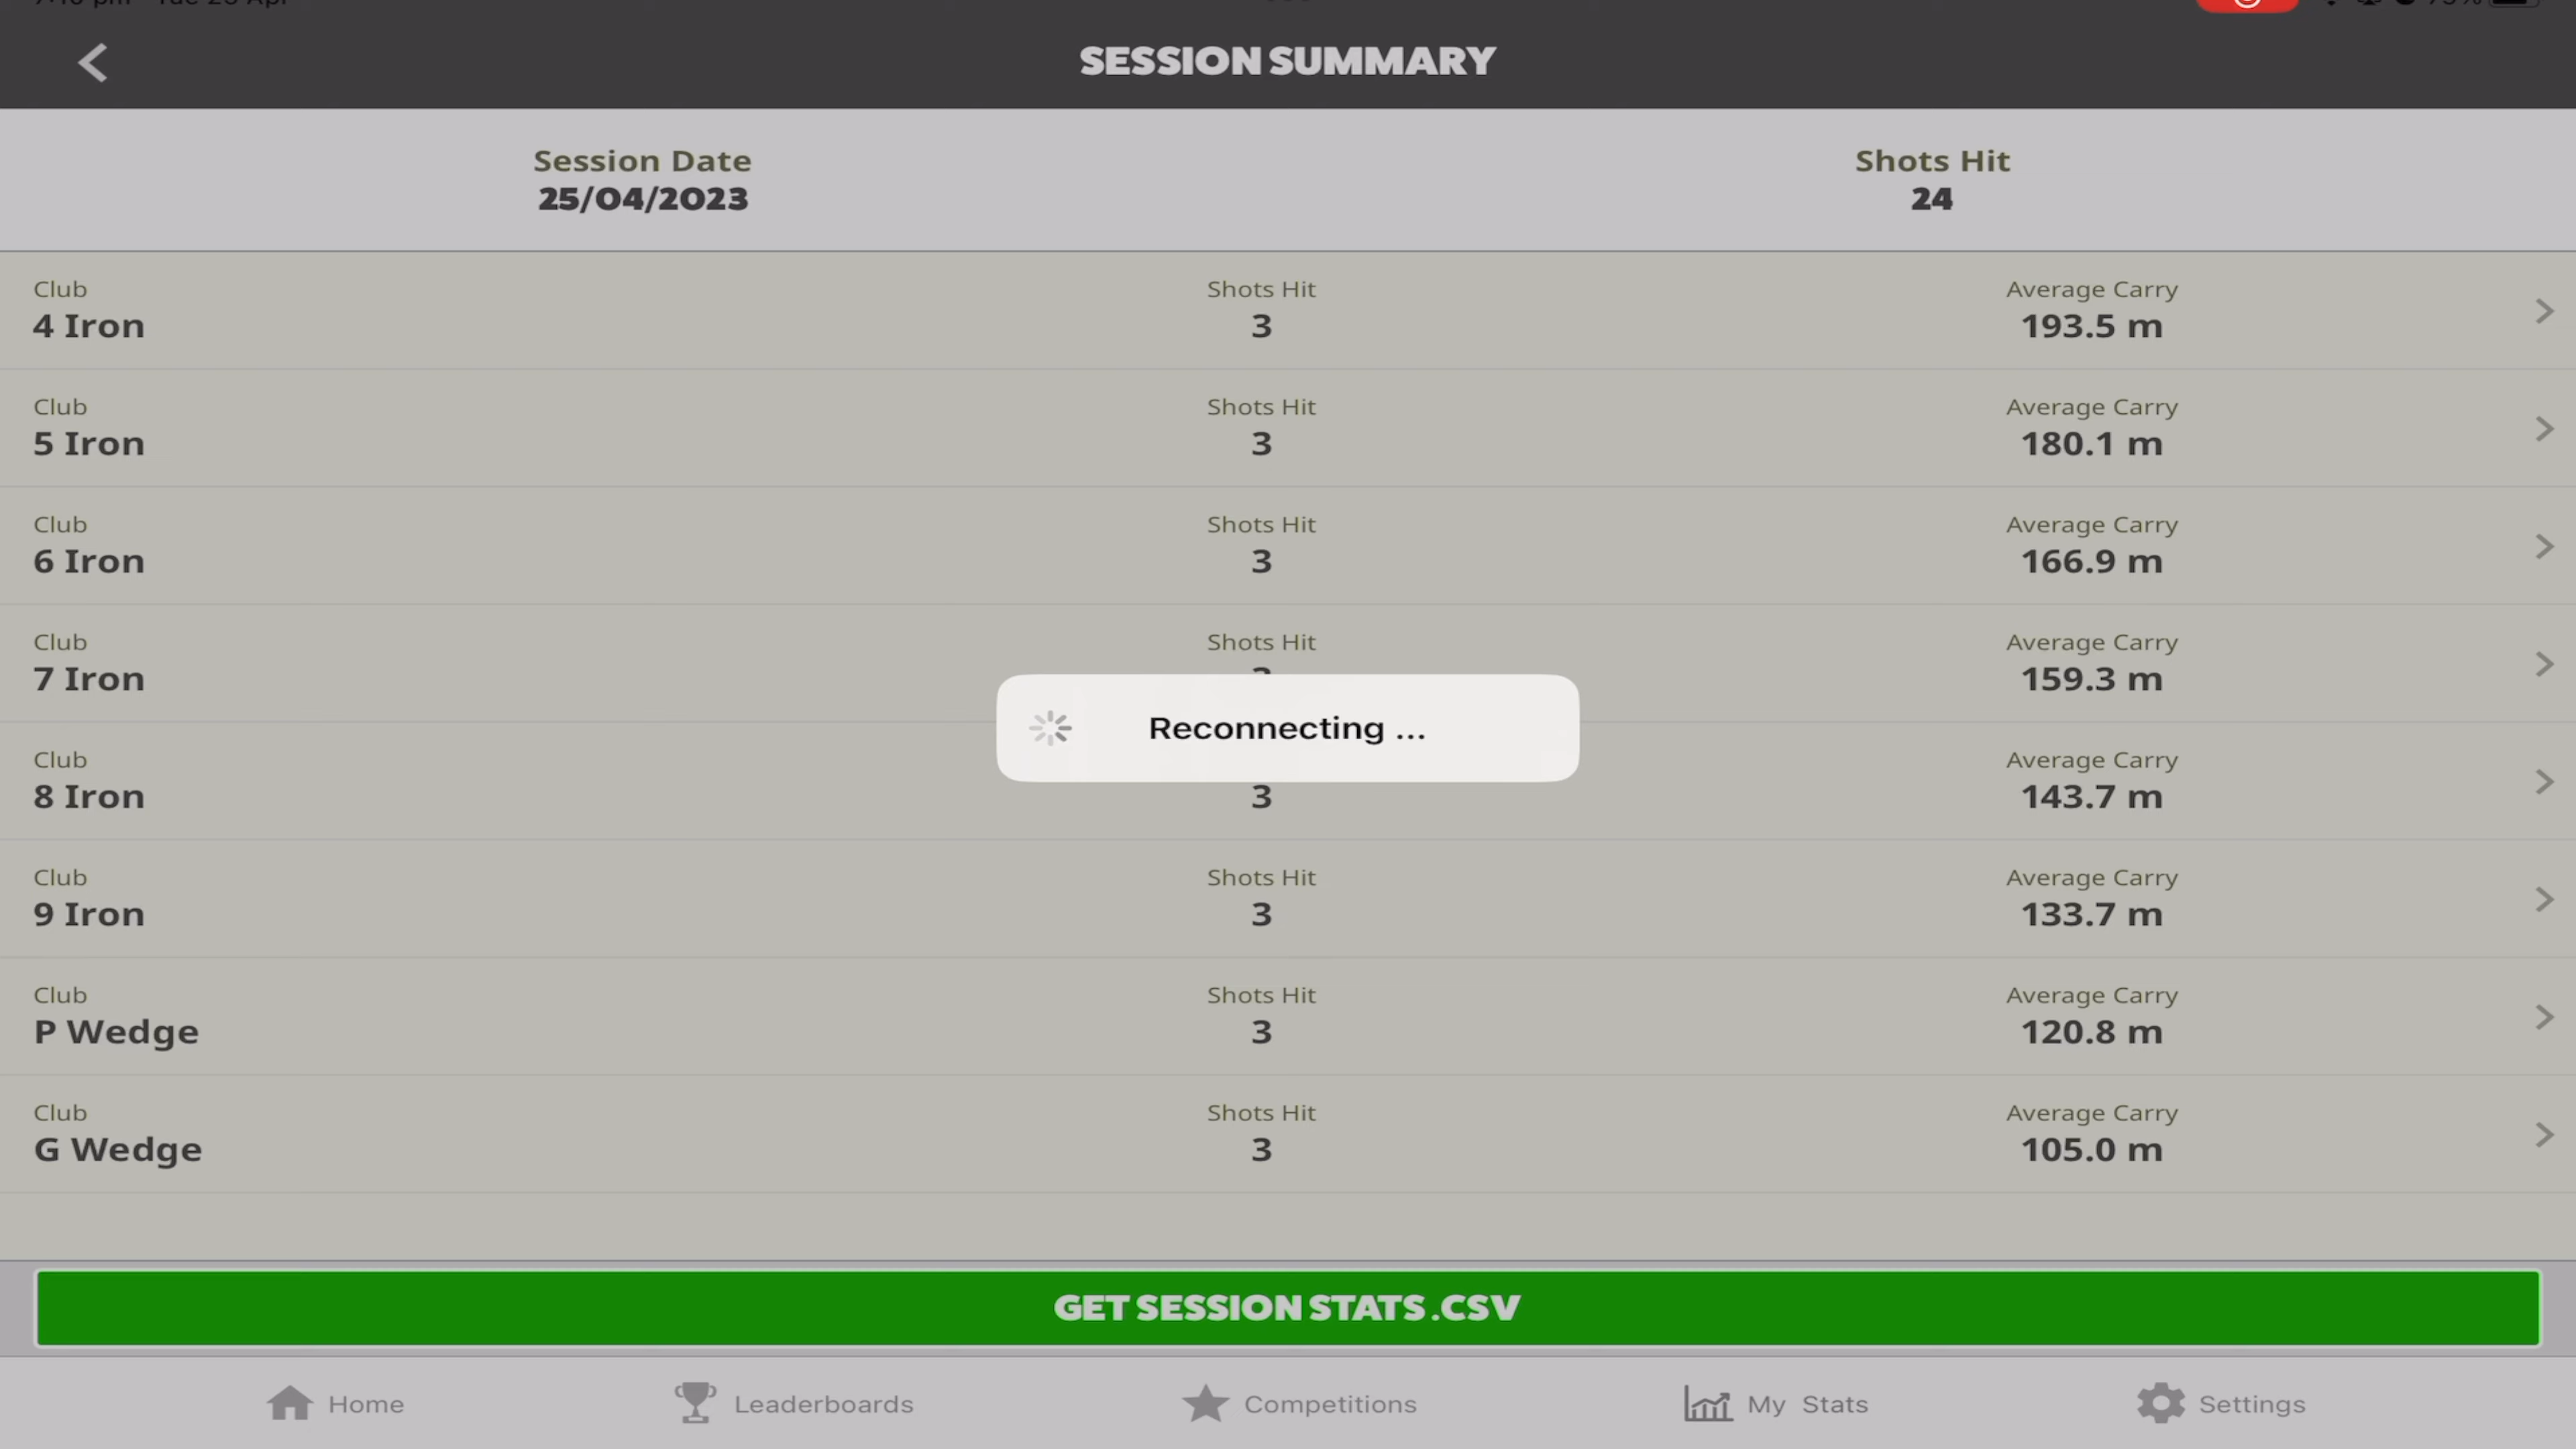 SESSION SUMMARY
Session Date
Shots Hit
25/04/2023
24
Club
Shots Hit
Average Carry
4 Iron
3
193.5 m
Club
Shots Hit
Average Carry
5 Iron
3
180.1 m
Club
Shots Hit
Average Carry
6 Iron
3
166.9 m
Club
Shots Hit
Average Carry
7 Iron
159.3 m
Reconnecting ...
Club
Average Carry
8 Iron
3
143.7 m
Club
Shots Hit
Average Carry
9 Iron
3
133.7 m
Club
Shots Hit
Average Carry
P Wedge
3
120.8 m
Club
Shots Hit
Average Carry
G Wedge
3
105.0 m
GET SESSION STATS .CSV
Home
Leaderboards
Competitions
My Stats
Settings